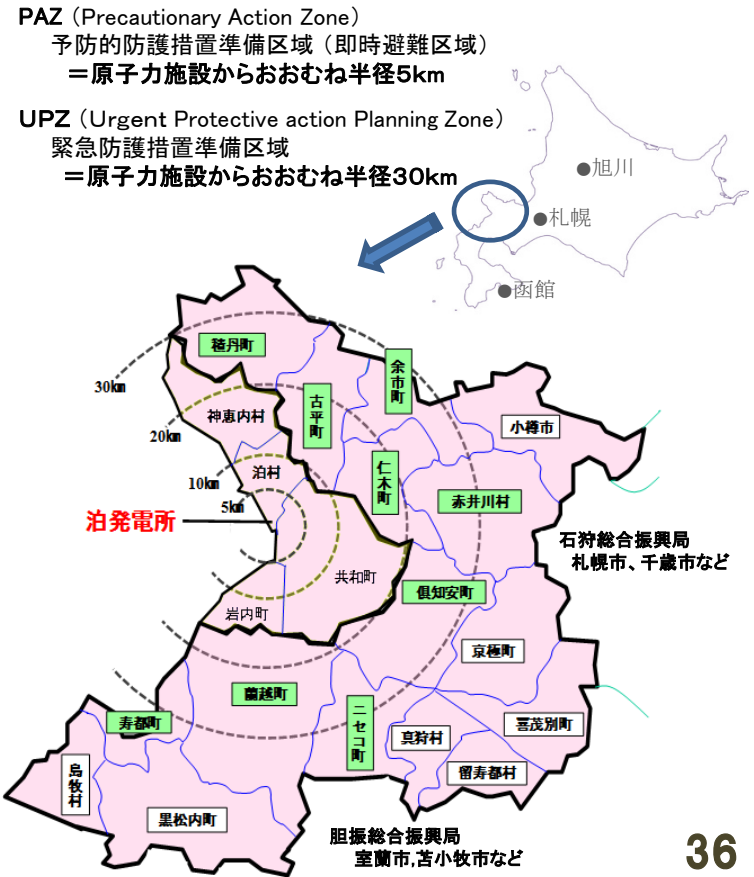 PAZ（Precautionary Action Zone）
予防的防護措置準備区域（即時避難区域）
＝原子力施設からおおむね半径5km
UPZ（Urgent Protective action Planning Zone）
緊急防護措置準備区域
＝原子力施設からおおむね半径30km
●旭川
●札幌
●函館
積丹町
余市町
30㎞
古平町
神恵内村
小樽市
20㎞
泊村
仁木町
10㎞
赤井川村
5㎞
泊発電所
石狩総合振興局
札幌市、千歳市など
共和町
倶知安町
岩内町
京極町
蘭越町
ニセコ町
寿都町
真狩村
喜茂別町
島牧村
留寿都村
黒松内町
胆振総合振興局
室蘭市,苫小牧市など
36